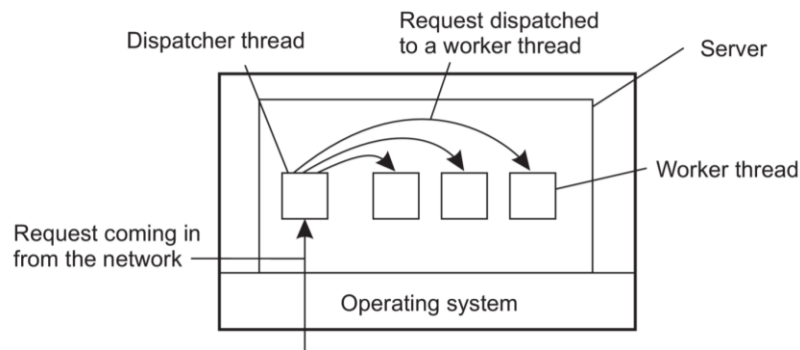 Request dispatched
to a worker thread
Dispatcher thread
Server
Worker thread
Request coming in
from the network
Operating system